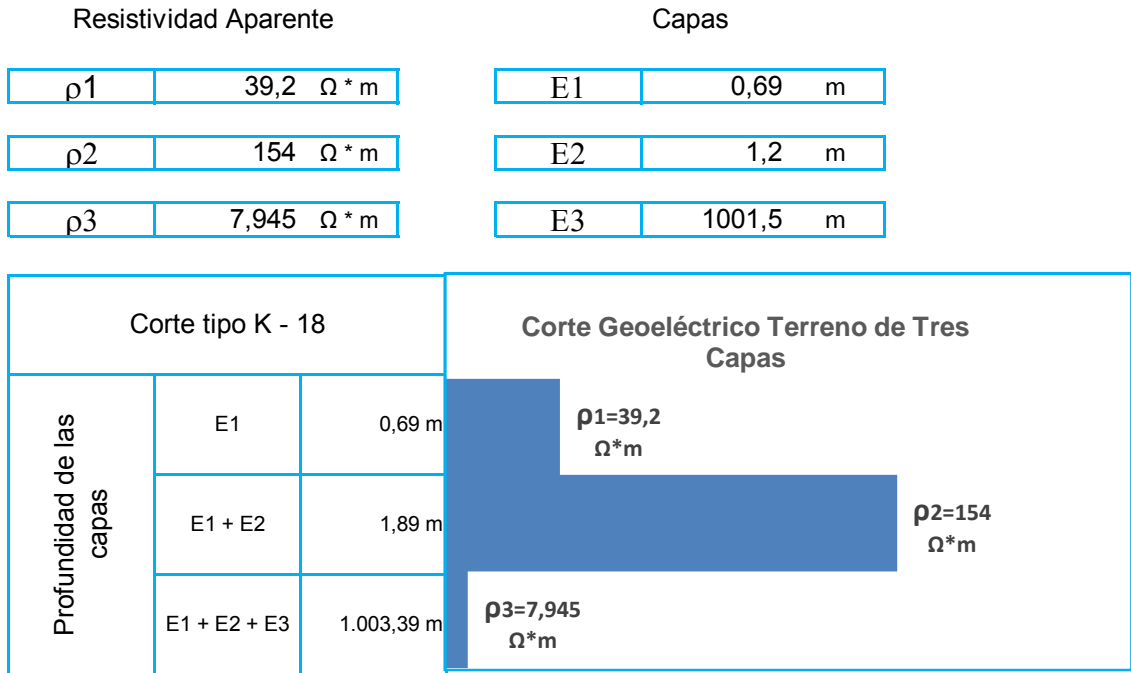 Resistividad Aparente
Capas
ρ1 39,2 Ω * m
E1 0,69 m
ρ2 154 Ω * m
E2 1,2 m
ρ3 7,945 Ω * m
E3 1001,5 m
Corte tipo K - 18
Profundidad de las
capas
E1 0,69 m
E1 + E2 1,89 m
E1 + E2 + E3 1.003,39 m
Corte Geoeléctrico Terreno de Tres
Capas
ρ1=39,2
Ω*m
ρ2=154
Ω*m
ρ3=7,945
Ω*m